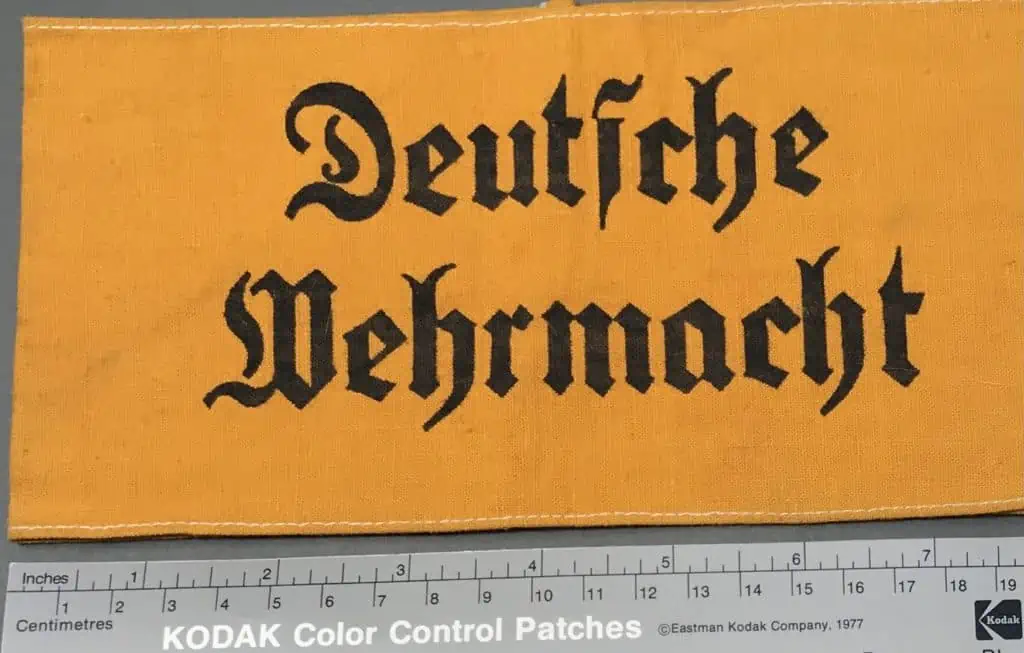 Deutſche
Wehrmacht
Inches 1 2 3 4 5 6 7
1 2 3 4 5 6 7 8 9 10 11 12 13 14 15 16 17 18 19
Centimetres
KODAK Color Control Patches ©Eastman Kodak Company, 1977
Kodak